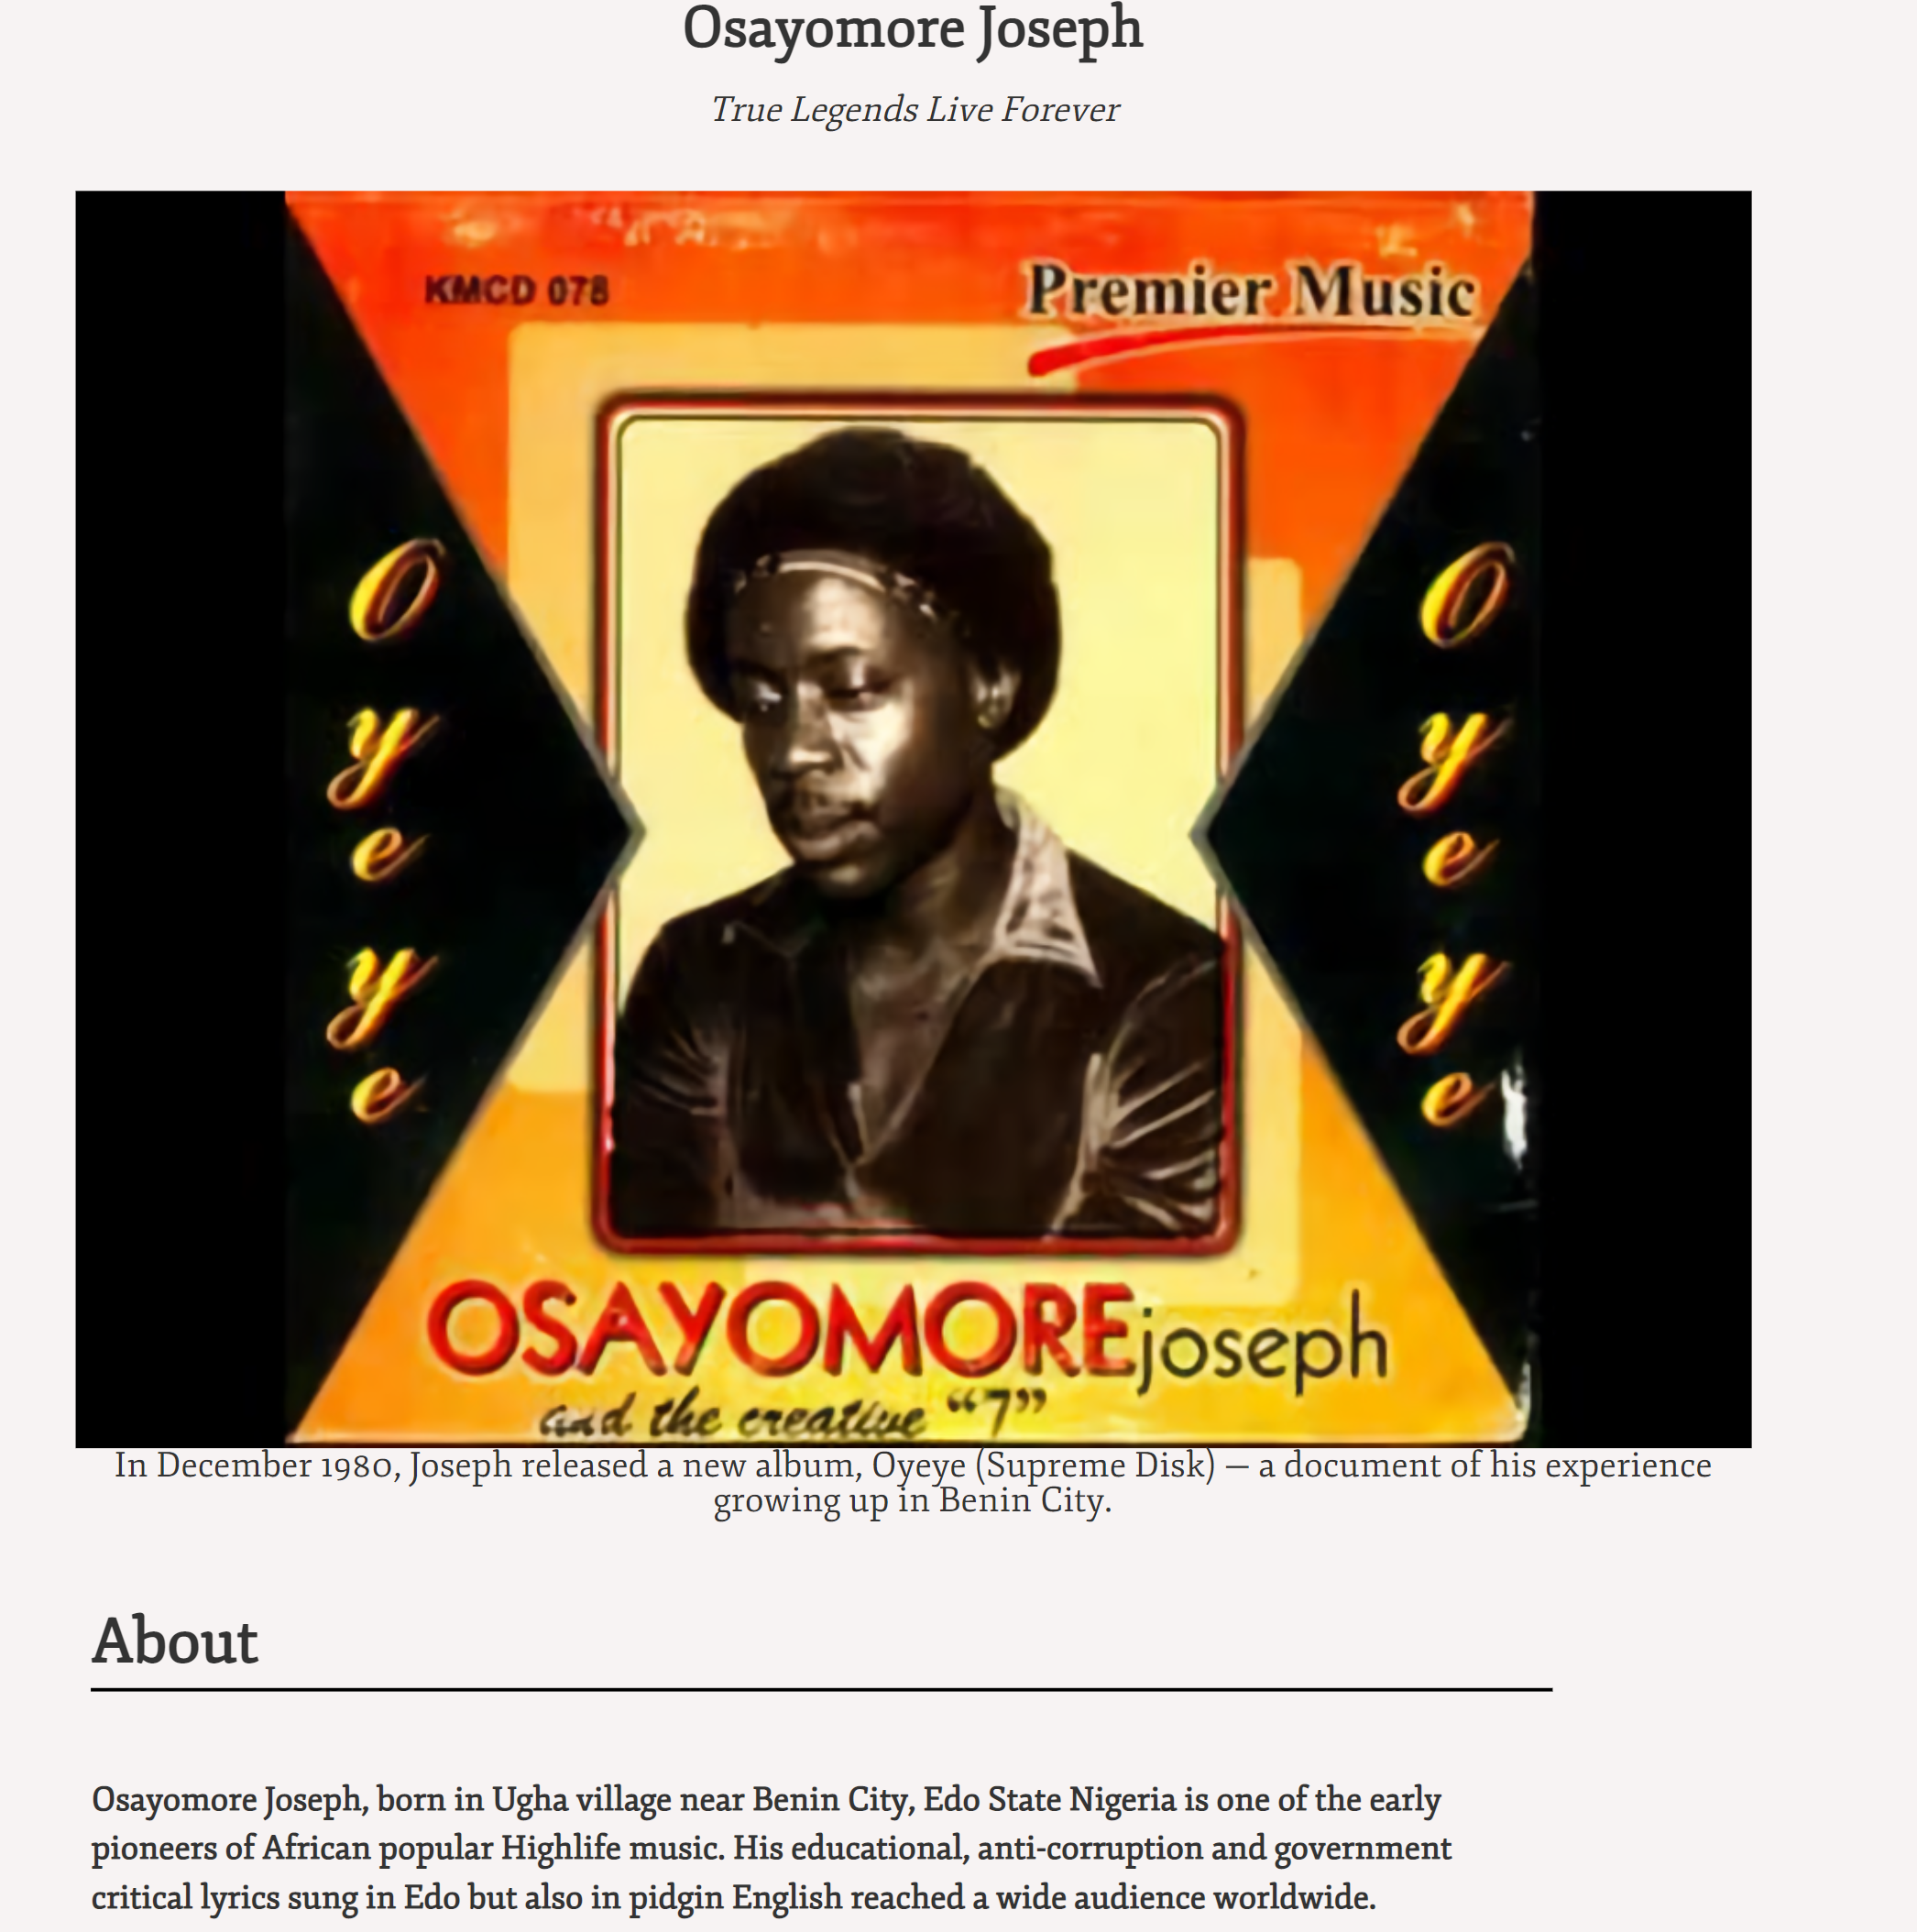 Osayomore Joseph
True Legends Live Forever
KMCD 078
Premier Music
Oyeye
Oyeye
OSAYOMOREjoseph
and the creative “7”
In December 1980, Joseph released a new album, Oyeye (Supreme Disk) — a document of his experience
growing up in Benin City.
About
Osayomore Joseph, born in Ugha village near Benin City, Edo State Nigeria is one of the early
pioneers of African popular Highlife music. His educational, anti-corruption and government
critical lyrics sung in Edo but also in pidgin English reached a wide audience worldwide.